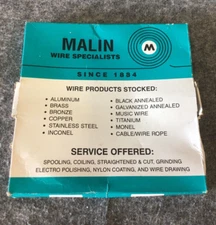 MALIN
WIRE SPECIALISTS
M
SINCE 1884
WIRE PRODUCTS STOCKED:
• ALUMINUM
• BRASS
• BRONZE
• COPPER
• STAINLESS STEEL
• INCONEL
• BLACK ANNEALED
• GALVANIZED ANNEALED
• MUSIC WIRE
• TITANIUM
• MONEL
• CABLE/WIRE ROPE
SERVICE OFFERED:
SPOOLING, COILING, STRAIGHTENED & CUT, GRINDING
ELECTRO POLISHING, NYLON COATING, AND WIRE DRAWING